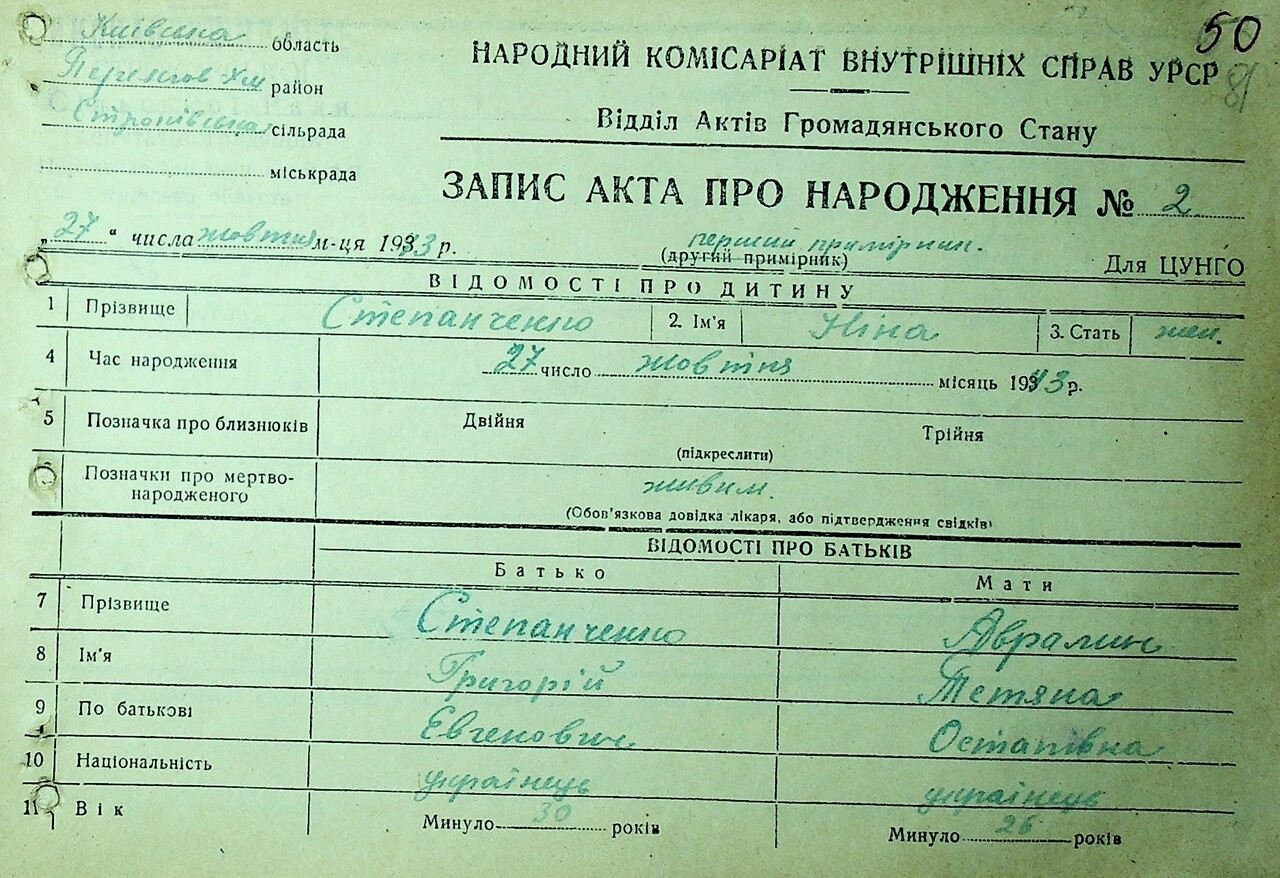 50
81
Київська область
Переяслов-Хм район
Строківська сільрада
міськрада
НАРОДНИЙ КОМІСАРІАТ ВНУТРІШНІХ СПРАВ УРСР
Відділ Актів Громадянського Стану
ЗАПИС АКТА ПРО НАРОДЖЕННЯ № 2
„27“ числа жовтня м-ця 1943 р.
перший примірник.
(другий примірник)
Для ЦУНГО
ВІДОМОСТІ ПРО ДИТИНУ
1 Прізвище Степанченко 2. Ім'я Ніна 3. Стать жен.
4 Час народження 27 число жовтня місяць 1943 р.
5 Позначка про близнюків Двійня Трійня
(підкреслити)
6 Позначки про мертво-
народженого живим.
(Обов'язкова довідка лікаря, або підтвердження свідків)
ВІДОМОСТІ ПРО БАТЬКІВ
Батько Мати
7 Прізвище Степанченко Аврамин
8 Ім'я Григорій Тетяна
9 По батькові Евгенович Остапівна
10 Національність українець українець
11 Вік Минуло 30 років Минуло 26 років